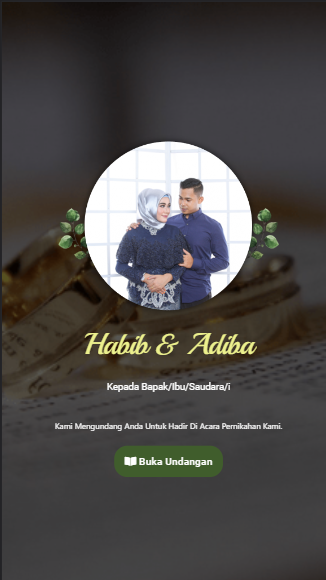 Habib & Adiba
Kepada Bapak/Ibu/Saudara/i
Kami Mengundang Anda Untuk Hadir Di Acara Pernikahan Kami.
Buka Undangan